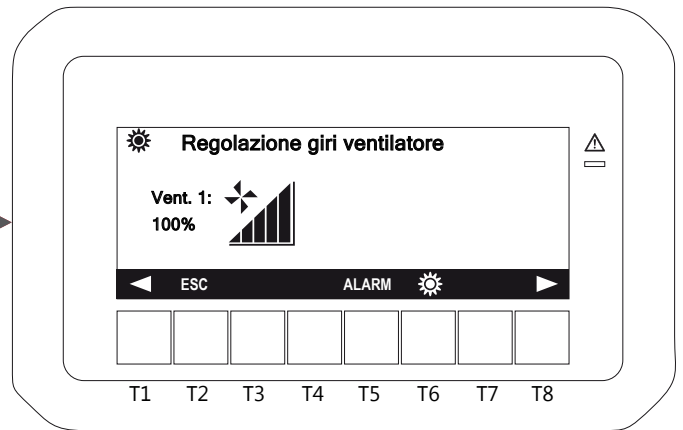 Regolazione giri ventilatore
Vent. 1:
100%
ESC ALARM
T1 T2 T3 T4 T5 T6 T7 T8